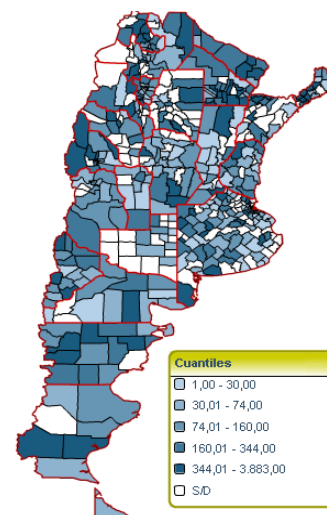 Cuantiles
1,00 - 30,00
30,01 - 74,00
74,01 - 160,00
160,01 - 344,00
344,01 - 3.883,00
S/D